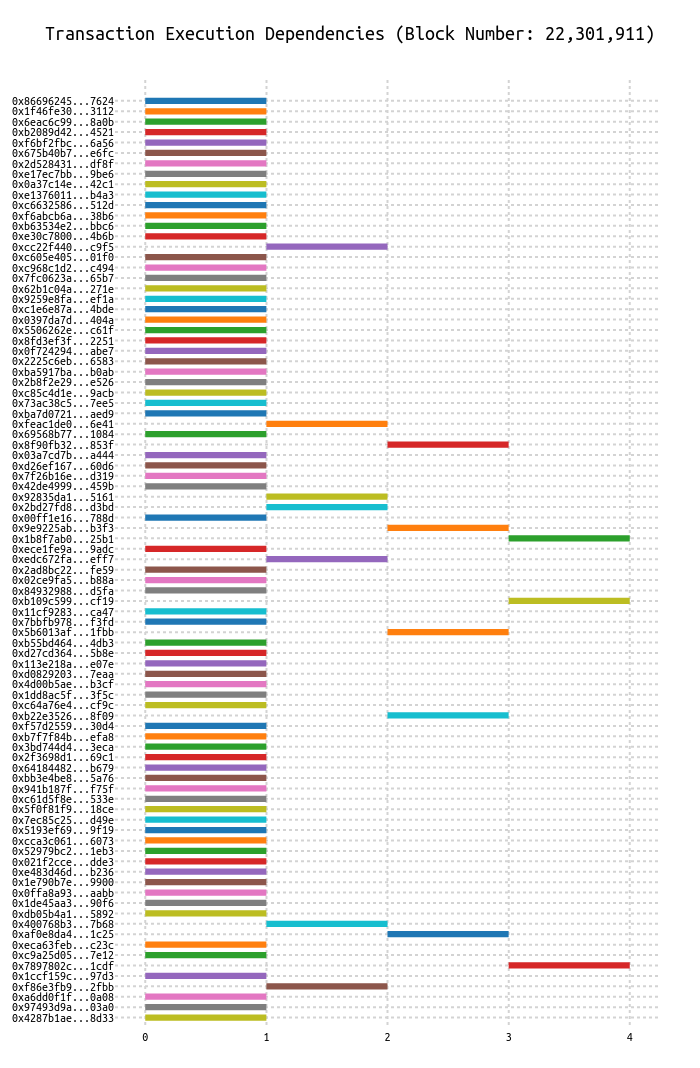 Transaction Execution Dependencies (Block Number: 22,301,911)
0x86696245...7624
0x1f46fe30...3112
0x6eac6c99...8a0b
0xb2089d42...4521
0xf6bf2fbc...6a56
0x675b40b7...e6fc
0x2d528431...df8f
0xe17ec7bb...9be6
0x0a37c14e...42c1
0xe1376011...b4a3
0xc6632586...512d
0xf6abcb6a...38b6
0xb63534e2...bbc6
0xe30c7800...4b6b
0xcc22f440...c9f5
0xc605e405...01f0
0xc968c1d2...c494
0x7fc0623a...65b7
0x62b1c04a...271e
0x9259e8fa...ef1a
0xc1e6e87a...4bde
0x0397da7d...404a
0x5506262e...c61f
0x8fd3ef3f...2251
0x0f724294...abe7
0x2225c6eb...6583
0xba5917ba...b0ab
0x2b8f2e29...e526
0xc85c4d1e...9acb
0x73ac38c5...7ee5
0xba7d0721...aed9
0xfeac1de0...6e41
0x69568b77...1084
0x8f90fb32...853f
0x03a7cd7b...a444
0xd26ef167...60d6
0x7f26b16e...d319
0x42de4999...459b
0x92835da1...5161
0x2bd27fd8...d3bd
0x00ff1e16...788d
0x9e9225ab...b3f3
0x1b8f7ab0...25b1
0xece1fe9a...9adc
0xedc672fa...eff7
0x2ad8bc22...fe59
0x02ce9fa5...b88a
0x84932988...d5fa
0xb109c599...cf19
0x11cf9283...ca47
0x7bbfb978...f3fd
0x5b6013af...1fbb
0xb55bd464...4db3
0xd27cd364...5b8e
0x113e218a...e07e
0xd0829203...7eaa
0x4d00b5ae...b3cf
0x1dd8ac5f...3f5c
0xc64a76e4...cf9c
0xb22e3526...8f09
0xf57d2559...30d4
0xb7f7f84b...efa8
0x3bd744d4...3eca
0x2f3698d1...69c1
0x64184482...b679
0xbb3e4be8...5a76
0x941b187f...f75f
0xc61d5f8e...533e
0x5f0f81f9...18ce
0x7ec85c25...d49e
0x5193ef69...9f19
0xcca3c061...6073
0x52979bc2...1eb3
0x021f2cce...dde3
0xe483d46d...b236
0x1e790b7e...9900
0x0ffa8a93...aabb
0x1de45aa3...90f6
0xdb05b4a1...5892
0x400768b3...7b68
0xaf0e8da4...1c25
0xeca63feb...c23c
0xc9a25d05...7e12
0x7897802c...1cdf
0x1ccf159c...97d3
0xf86e3fb9...2fbb
0xa6dd0f1f...0a08
0x97493d9a...03a0
0x4287b1ae...8d33
0 1 2 3 4